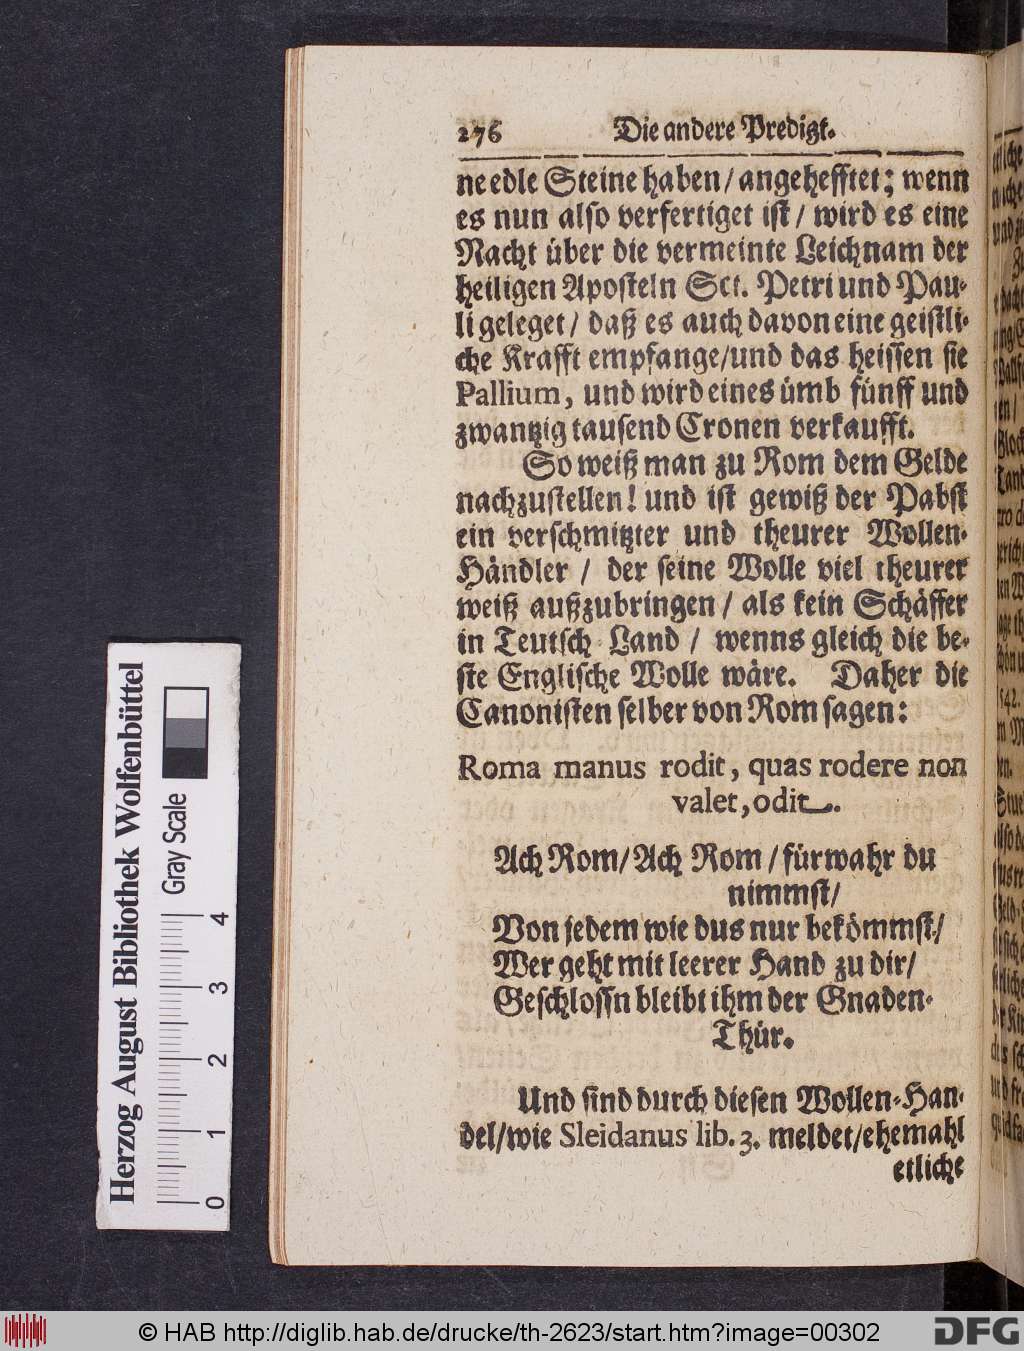 276 Die andere Predigt.
ne edle Steine haben / angehefftet; wenn
es nun also verfertiget ist / wird es eine
Nacht über die vermeinte Leichnam der
heiligen Aposteln Sct. Petri und Pau-
li geleget / daß es auch davon eine geistli-
che Krafft empfange/und das heissen sie
Pallium, und wird eines ümb fünff und
zwantzig tausend Cronen verkaufft.
So weiß man zu Rom dem Gelde
nachzustellen! und ist gewiß der Pabst
ein verschmitzter und theurer Wollen-
Händler / der seine Wolle viel theurer
weiß außzubringen / als kein Schäffer
in Teutsch Land / wenns gleich die be-
ste Englische Wolle wäre. Daher die
Canonisten selber von Rom sagen:
Roma manus rodit, quas rodere non
valet, odit.
Ach Rom/Ach Rom / fürwahr du
nimmst/
Von jedem wie dus nur bekömmst/
Wer geht mit leerer Hand zu dir/
Geschlossn bleibt ihm der Gnaden-
Thür.
Und sind durch diesen Wollen-Han-
del/wie Sleidanus lib. 3. meldet/ehemahl
etliche
Herzog August Bibliothek Wolfenbüttel
Gray Scale
0 1 2 3 4
© HAB http://diglib.hab.de/drucke/th-2623/start.htm?image=00302
DFG